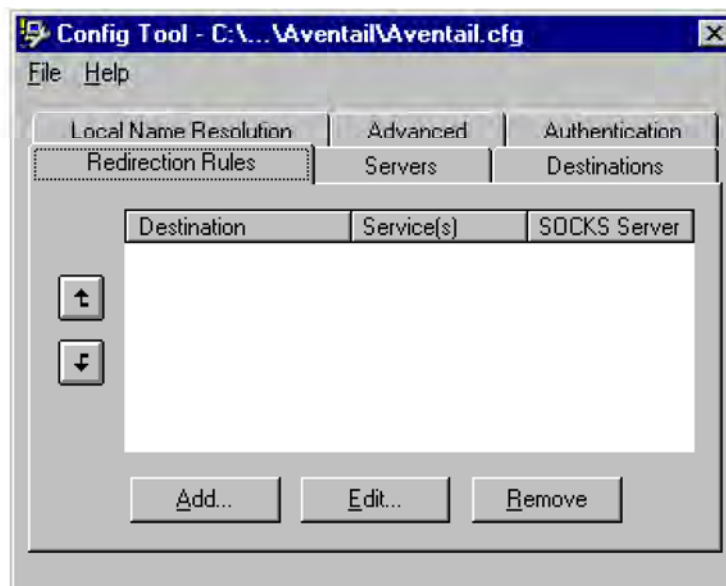 Config Tool - C:\...\Aventail\Aventail.cfg
File Help
Local Name Resolution Advanced Authentication
Redirection Rules Servers Destinations
Destination Service(s) SOCKS Server
Add... Edit... Remove